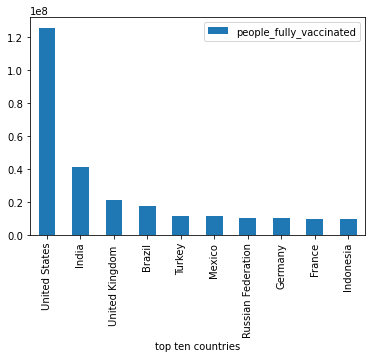 1e8
people_fully_vaccinated
1.2
1.0
0.8
0.6
0.4
0.2
0.0
United States
India
United Kingdom
Brazil
Turkey
Mexico
Russian Federation
Germany
France
Indonesia
top ten countries